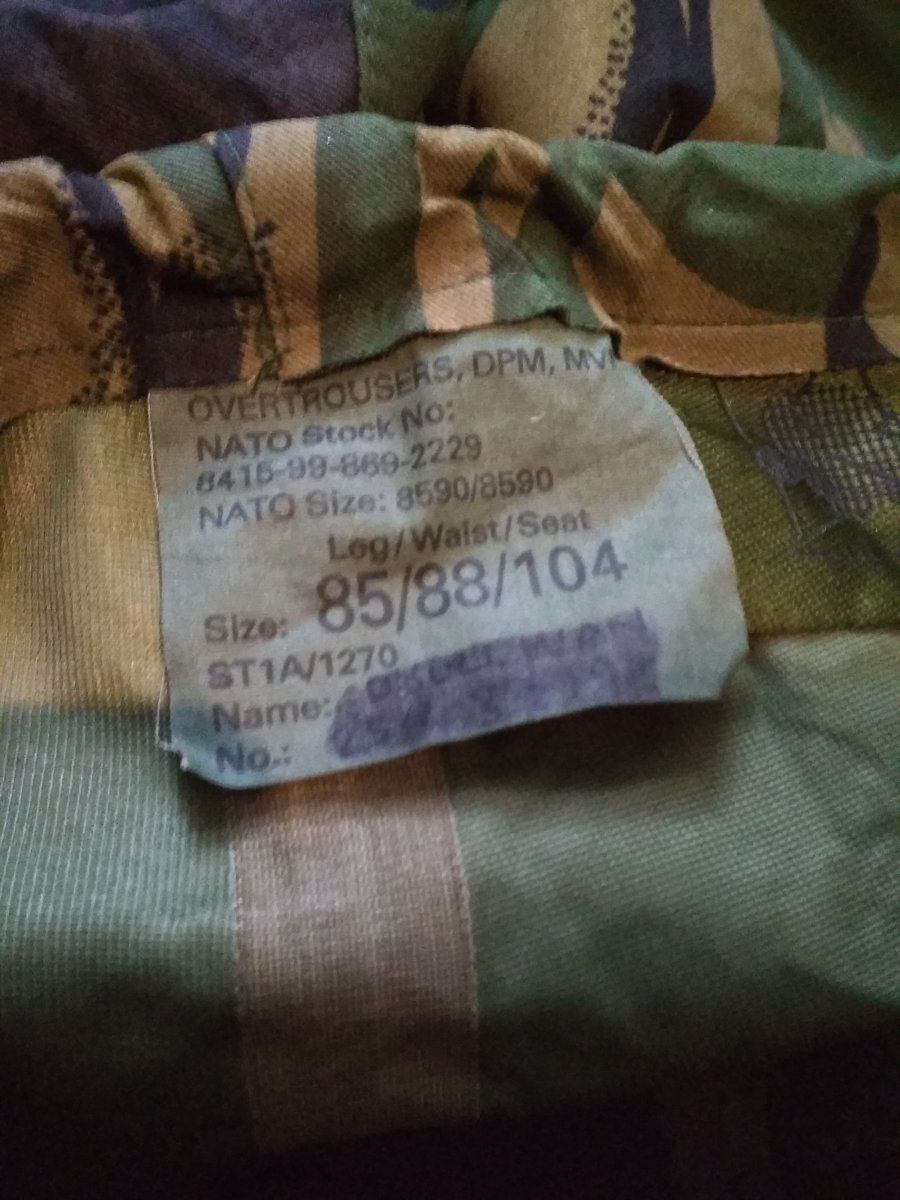 OVERTROUSERS, DPM, MV
NATO Stock No:
8415-99-869-2229
NATO Size: 8590/8590
Leg/Waist/Seat
Size: 85/88/104
ST1A/1270
Name:
No.: